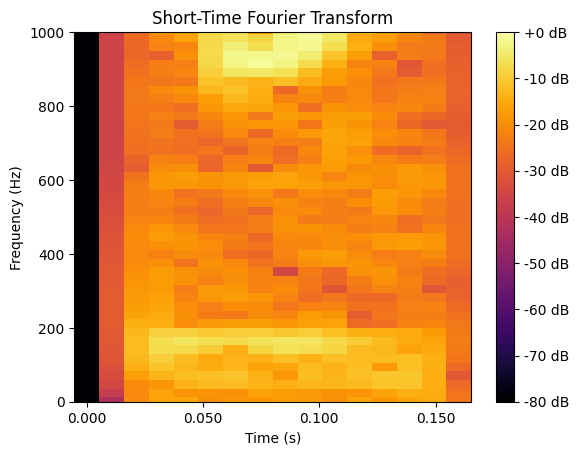 Short-Time Fourier Transform
1000
800
600
400
200
0
Frequency (Hz)
0.000
0.050
0.100
0.150
Time (s)
+0 dB
-10 dB
-20 dB
-30 dB
-40 dB
-50 dB
-60 dB
-70 dB
-80 dB